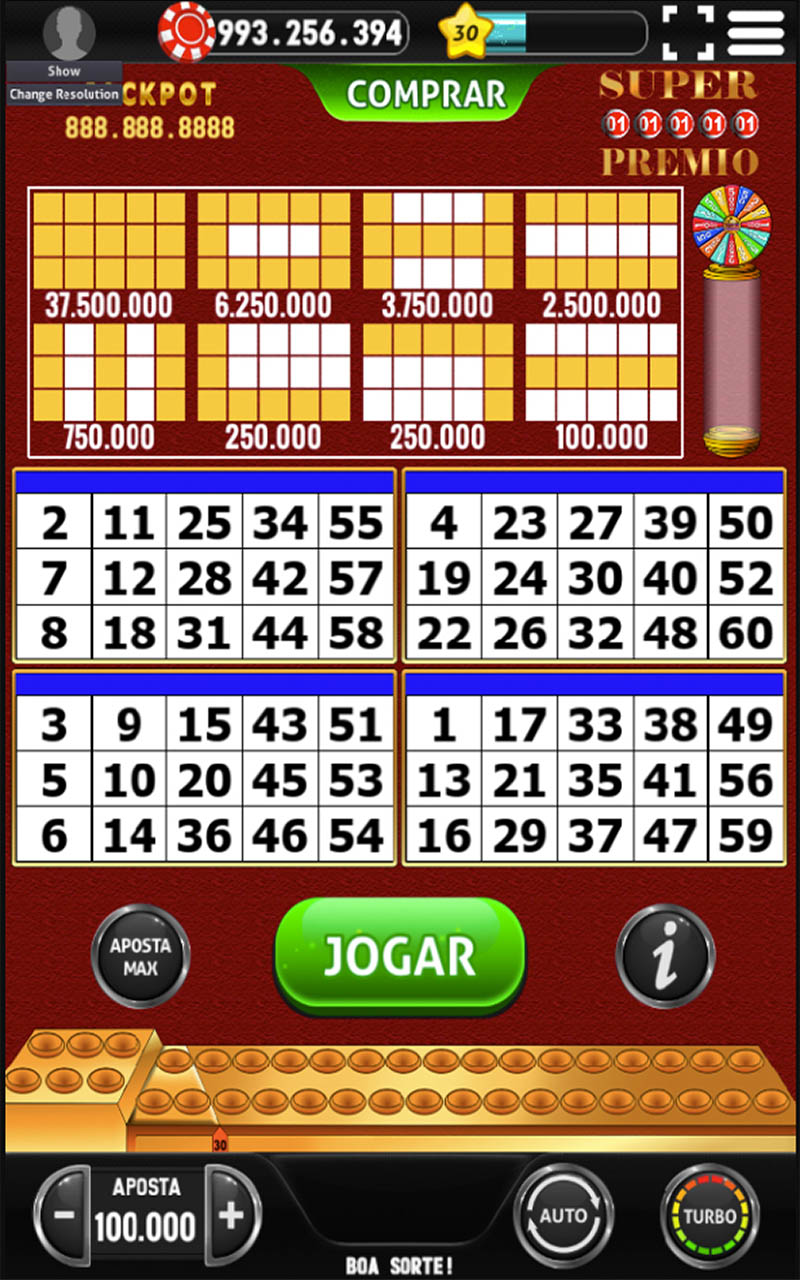 993.256.394
30
Show
Change Resolution
CKPOT
888.888.8888
COMPRAR
SUPER
01 01 01 01 01
PREMIO
37.500.000 6.250.000 3.750.000 2.500.000
750.000 250.000 250.000 100.000
2 11 25 34 55
7 12 28 42 57
8 18 31 44 58
4 23 27 39 50
19 24 30 40 52
22 26 32 48 60
3 9 15 43 51
5 10 20 45 53
6 14 36 46 54
1 17 33 38 49
13 21 35 41 56
16 29 37 47 59
APOSTA
MAX
JOGAR
i
30
APOSTA
- 100.000 +
AUTO
TURBO
BOA SORTE!